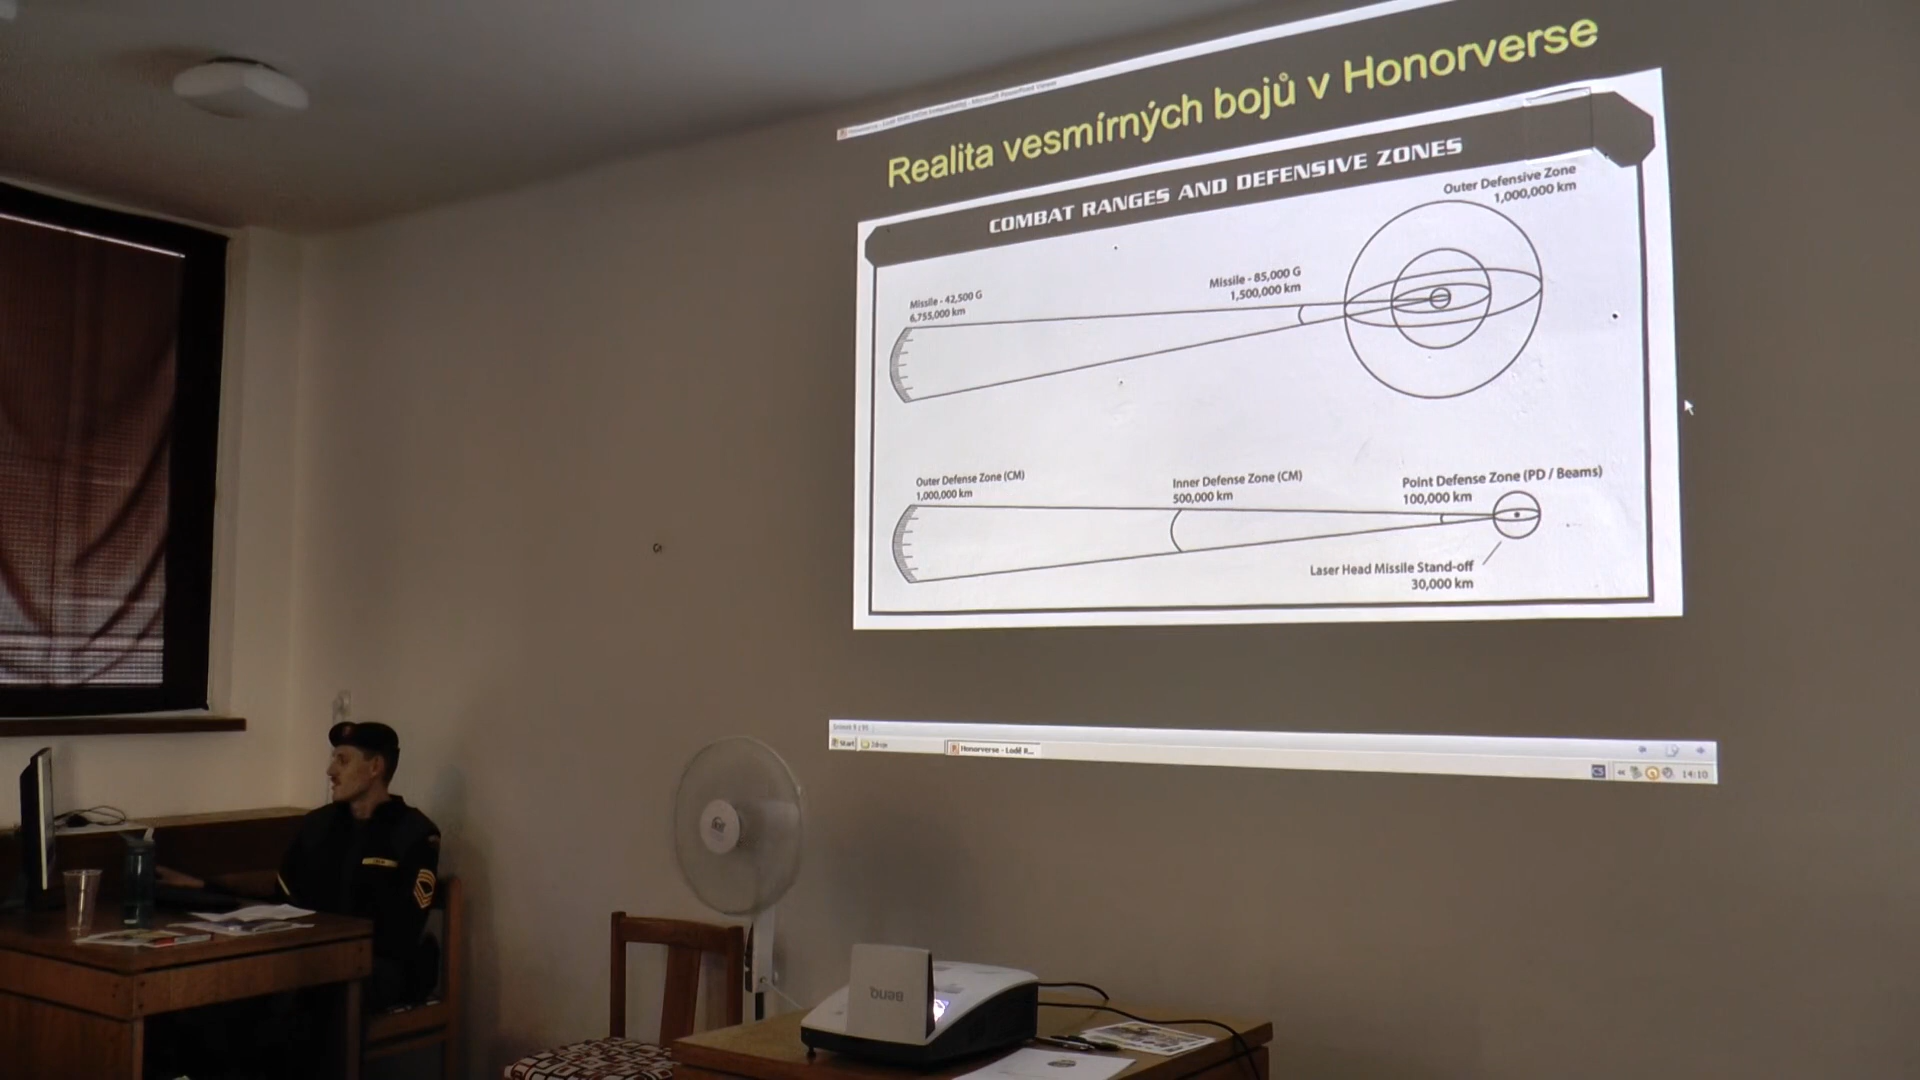 Realita vesmírných bojů v Honorverse
COMBAT RANGES AND DEFENSIVE ZONES
Outer Defensive Zone
1,000,000 km
Missile - 85,000 G
1,500,000 km
Missile - 42,500 G
6,755,000 km
Outer Defense Zone (CM)
1,000,000 km
Inner Defense Zone (CM)
500,000 km
Point Defense Zone (PD / Beams)
100,000 km
Laser Head Missile Stand-off
30,000 km
Start
Zdroje
Honorverse - Lodě R...
CS
14:10
BENQ